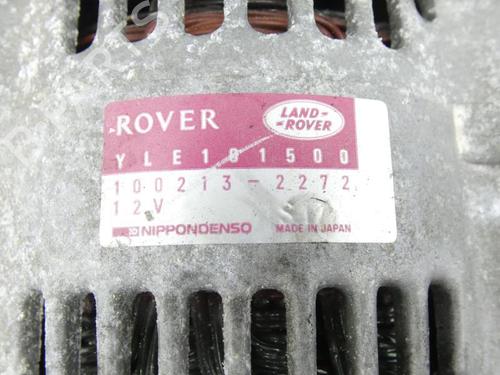 ROVER
LAND-
ROVER
YLE101500
100213-2272
12V
NIPPONDENSO MADE IN JAPAN